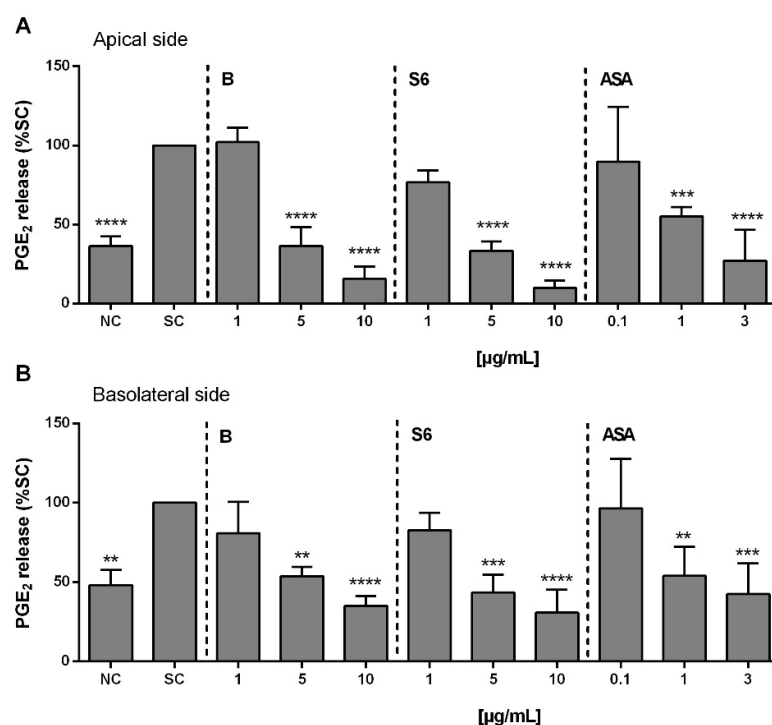 A
Apical side
PGE₂ release (%SC)
150
100
50
0
B
S6
ASA
****
****
****
****
****
***
****
NC SC 1 5 10 1 5 10 0.1 1 3
[µg/mL]
B
Basolateral side
PGE₂ release (%SC)
150
100
50
0
B
S6
ASA
**
**
****
***
****
**
***
NC SC 1 5 10 1 5 10 0.1 1 3
[µg/mL]